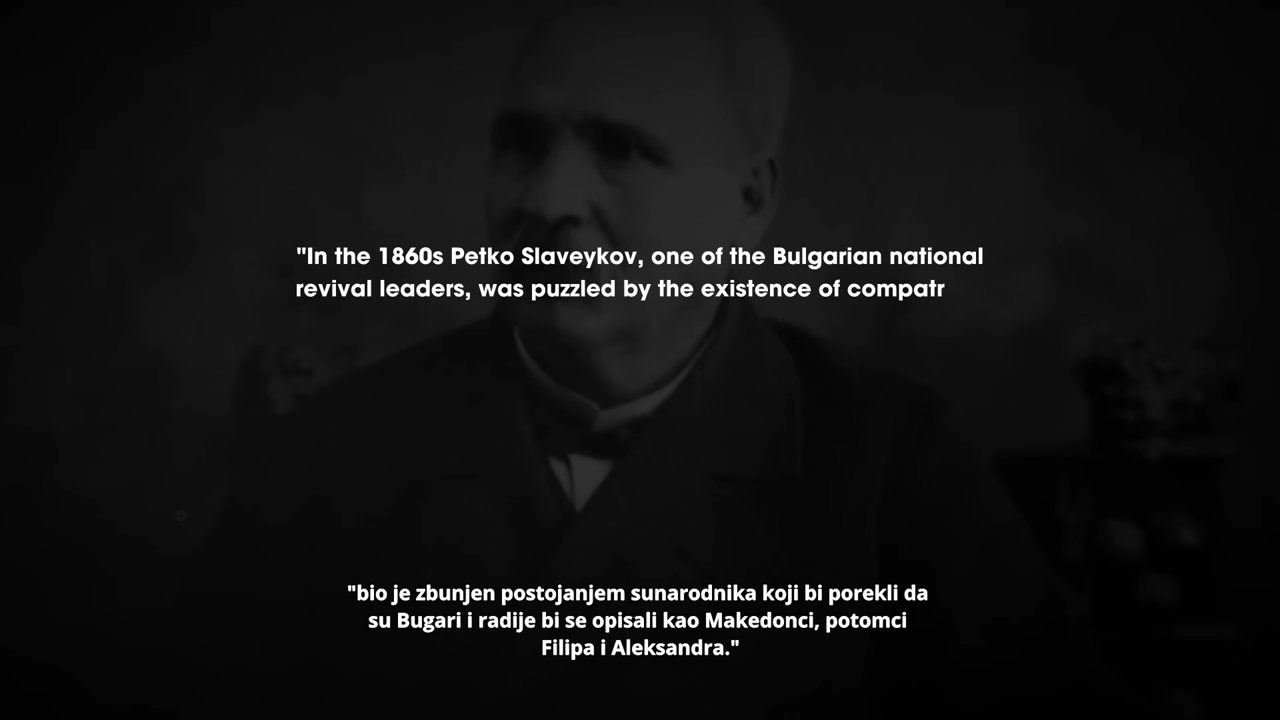 "In the 1860s Petko Slaveykov, one of the Bulgarian national
revival leaders, was puzzled by the existence of compatr
"bio je zbunjen postojanjem sunarodnika koji bi porekli da
su Bugari i radije bi se opisali kao Makedonci, potomci
Filipa i Aleksandra."